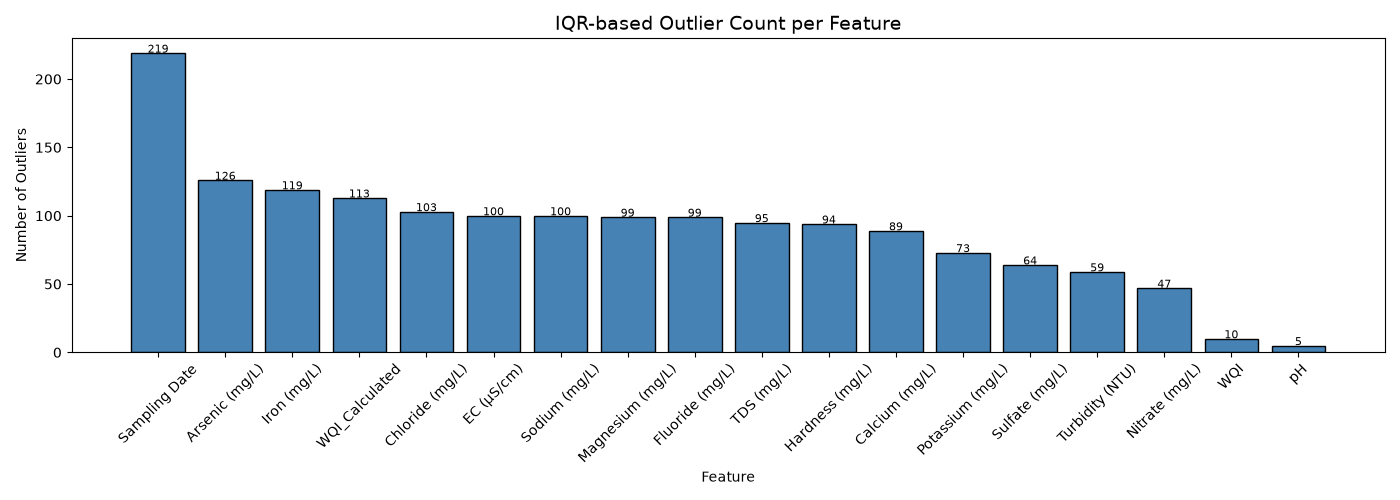 IQR-based Outlier Count per Feature
Number of Outliers
200
150
100
50
0
219
126
119
113
103
100
100
99
99
95
94
89
73
64
59
47
10
5
Sampling Date
Arsenic (mg/L)
Iron (mg/L)
WQI_Calculated
Chloride (mg/L)
EC (µS/cm)
Sodium (mg/L)
Magnesium (mg/L)
Fluoride (mg/L)
TDS (mg/L)
Hardness (mg/L)
Calcium (mg/L)
Potassium (mg/L)
Sulfate (mg/L)
Turbidity (NTU)
Nitrate (mg/L)
WQI
pH
Feature